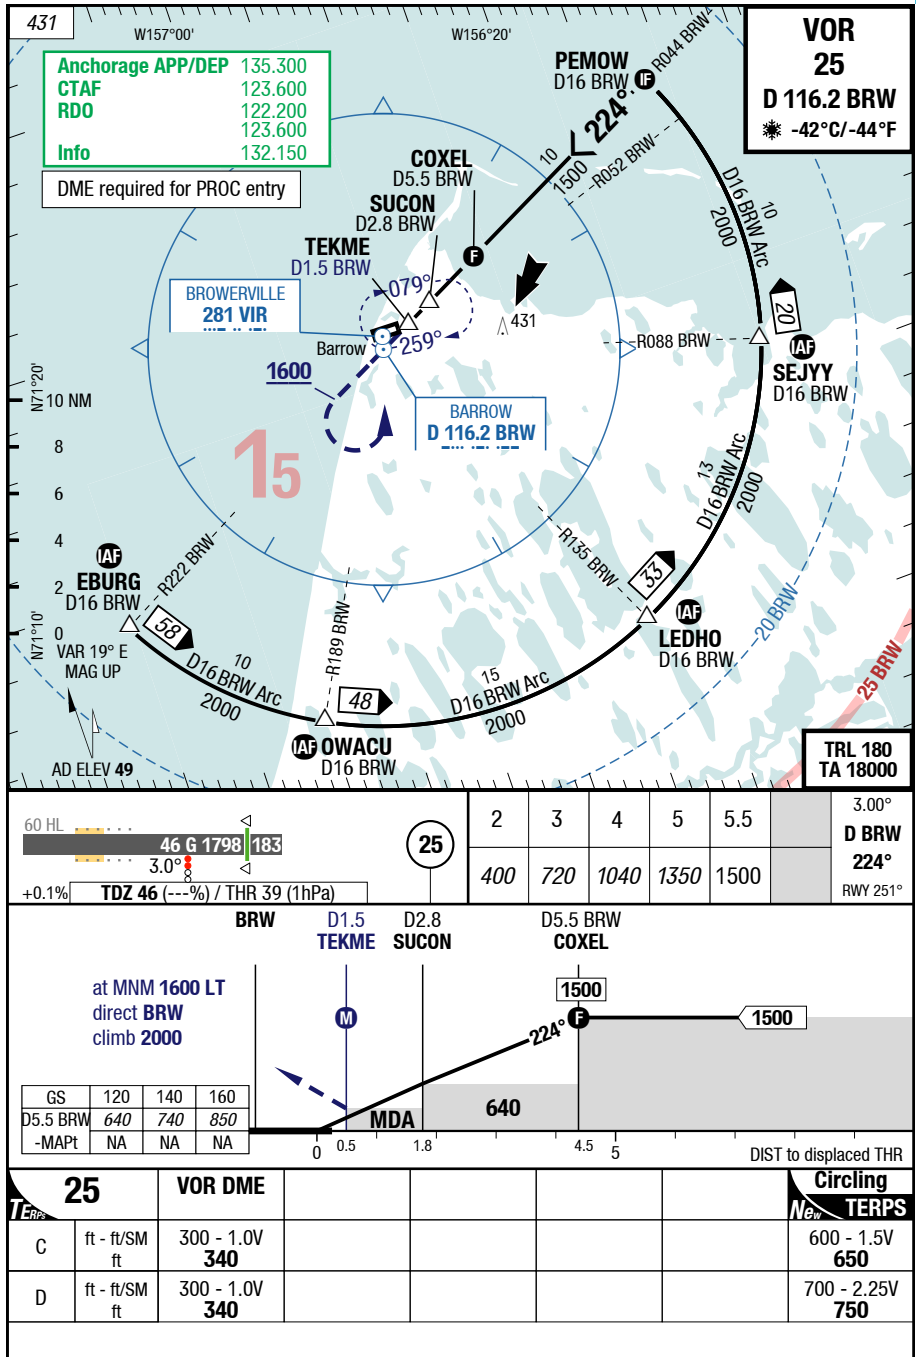 431
W157°00'
W156°20'
VOR
25
D 116.2 BRW
-42°C/-44°F
Anchorage APP/DEP 135.300
CTAF 123.600
RDO 122.200
123.600
Info 132.150
DME required for PROC entry
PEMOW
D16 BRW
IF
R044 BRW
224°
10
1500
R052 BRW
D16 BRW Arc
10
2000
COXEL
D5.5 BRW
SUCON
D2.8 BRW
TEKME
D1.5 BRW
F
079°
259°
431
BROWERVILLE
281 VIR
Barrow
R088 BRW
20
IAF
SEJYY
D16 BRW
1600
BARROW
D 116.2 BRW
N71°20'
10 NM
8
6
4
2
0
N71°10'
15
13
D16 BRW Arc
2000
R135 BRW
33
IAF
LEDHO
D16 BRW
20 BRW
25 BRW
IAF
EBURG
D16 BRW
R222 BRW
58
10
D16 BRW Arc
2000
R189 BRW
48
15
D16 BRW Arc
2000
IAF OWACU
D16 BRW
VAR 19° E
MAG UP
AD ELEV 49
TRL 180
TA 18000
60 HL
46 G 1798 183
3.0°
+0.1%
TDZ 46 (---%) / THR 39 (1hPa)
25
2 3 4 5 5.5
400 720 1040 1350 1500
3.00°
D BRW
224°
RWY 251°
BRW D1.5 D2.8 D5.5 BRW
TEKME SUCON COXEL
at MNM 1600 LT
direct BRW
climb 2000
M
1500
F
224°
1500
MDA
640
GS 120 140 160
D5.5 BRW 640 740 850
-MAPt NA NA NA
0 0.5 1.8 4.5 5
DIST to displaced THR
TERPS 25 VOR DME Circling
New TERPS
C ft - ft/SM 300 - 1.0V 600 - 1.5V
ft 340 650
D ft - ft/SM 300 - 1.0V 700 - 2.25V
ft 340 750